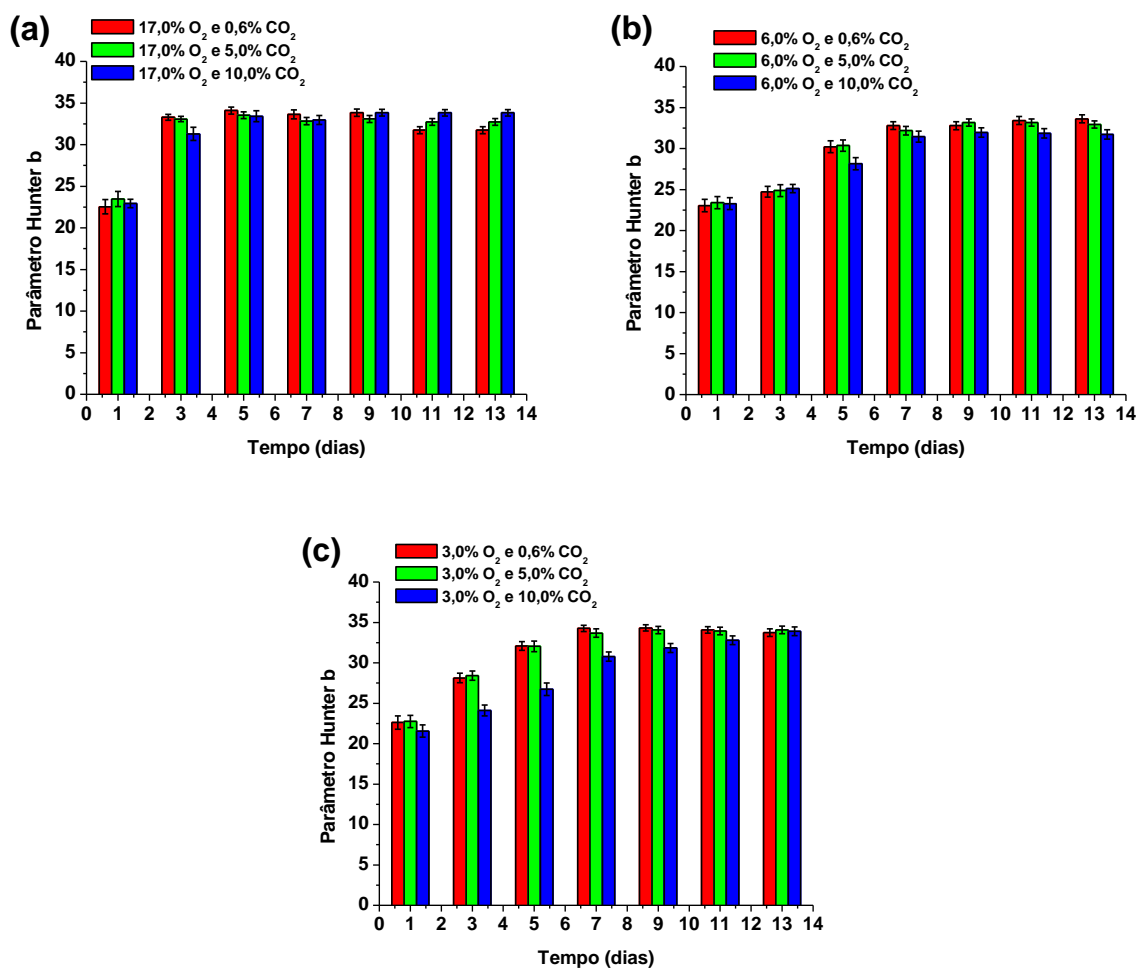 (a)
17,0% O₂ e 0,6% CO₂
17,0% O₂ e 5,0% CO₂
17,0% O₂ e 10,0% CO₂
40
35
30
25
20
15
10
5
0
Parâmetro Hunter b
0 1 2 3 4 5 6 7 8 9 10 11 12 13 14
Tempo (dias)
(b)
6,0% O₂ e 0,6% CO₂
6,0% O₂ e 5,0% CO₂
6,0% O₂ e 10,0% CO₂
40
35
30
25
20
15
10
5
0
Parâmetro Hunter b
0 1 2 3 4 5 6 7 8 9 10 11 12 13 14
Tempo (dias)
(c)
3,0% O₂ e 0,6% CO₂
3,0% O₂ e 5,0% CO₂
3,0% O₂ e 10,0% CO₂
40
35
30
25
20
15
10
5
0
Parâmetro Hunter b
0 1 2 3 4 5 6 7 8 9 10 11 12 13 14
Tempo (dias)